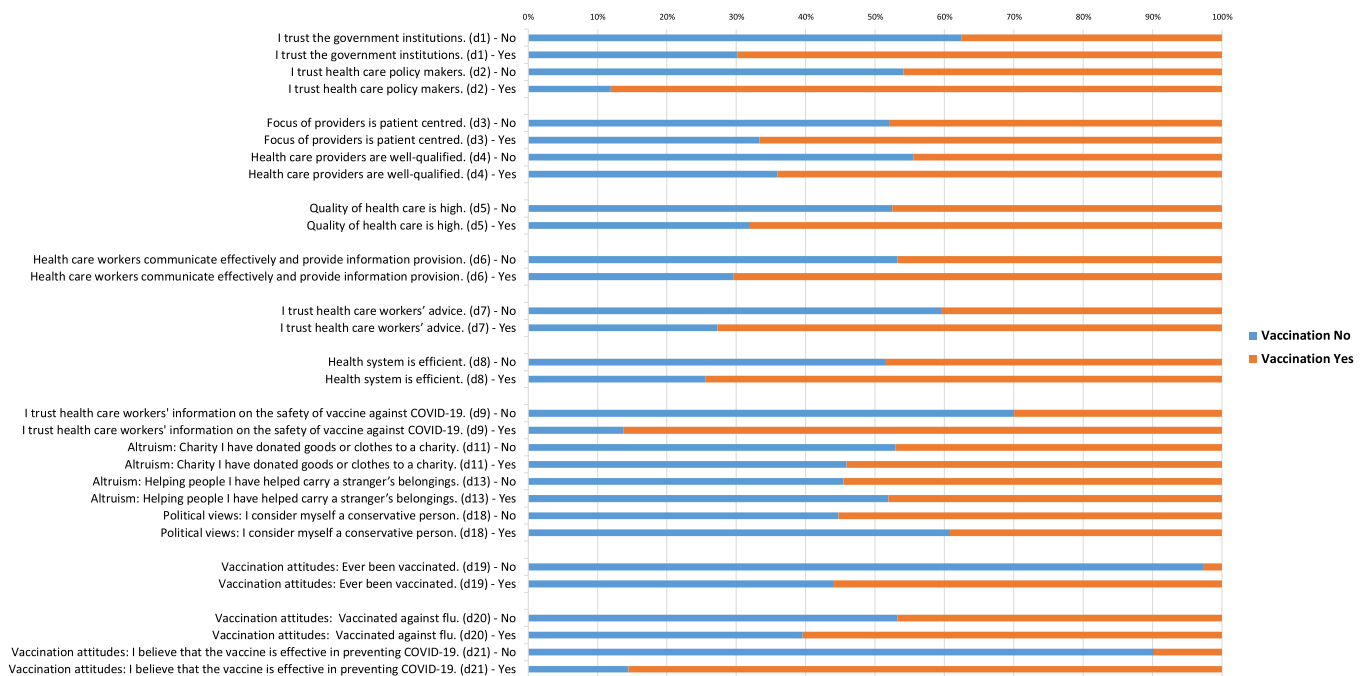 0% 10% 20% 30% 40% 50% 60% 70% 80% 90% 100%
I trust the government institutions. (d1) - No
I trust the government institutions. (d1) - Yes
I trust health care policy makers. (d2) - No
I trust health care policy makers. (d2) - Yes
Focus of providers is patient centred. (d3) - No
Focus of providers is patient centred. (d3) - Yes
Health care providers are well-qualified. (d4) - No
Health care providers are well-qualified. (d4) - Yes
Quality of health care is high. (d5) - No
Quality of health care is high. (d5) - Yes
Health care workers communicate effectively and provide information provision. (d6) - No
Health care workers communicate effectively and provide information provision. (d6) - Yes
I trust health care workers’ advice. (d7) - No
I trust health care workers’ advice. (d7) - Yes
Health system is efficient. (d8) - No
Health system is efficient. (d8) - Yes
I trust health care workers' information on the safety of vaccine against COVID-19. (d9) - No
I trust health care workers' information on the safety of vaccine against COVID-19. (d9) - Yes
Altruism: Charity I have donated goods or clothes to a charity. (d11) - No
Altruism: Charity I have donated goods or clothes to a charity. (d11) - Yes
Altruism: Helping people I have helped carry a stranger’s belongings. (d13) - No
Altruism: Helping people I have helped carry a stranger’s belongings. (d13) - Yes
Political views: I consider myself a conservative person. (d18) - No
Political views: I consider myself a conservative person. (d18) - Yes
Vaccination attitudes: Ever been vaccinated. (d19) - No
Vaccination attitudes: Ever been vaccinated. (d19) - Yes
Vaccination attitudes:  Vaccinated against flu. (d20) - No
Vaccination attitudes:  Vaccinated against flu. (d20) - Yes
Vaccination attitudes: I believe that the vaccine is effective in preventing COVID-19. (d21) - No
Vaccination attitudes: I believe that the vaccine is effective in preventing COVID-19. (d21) - Yes
Vaccination No
Vaccination Yes